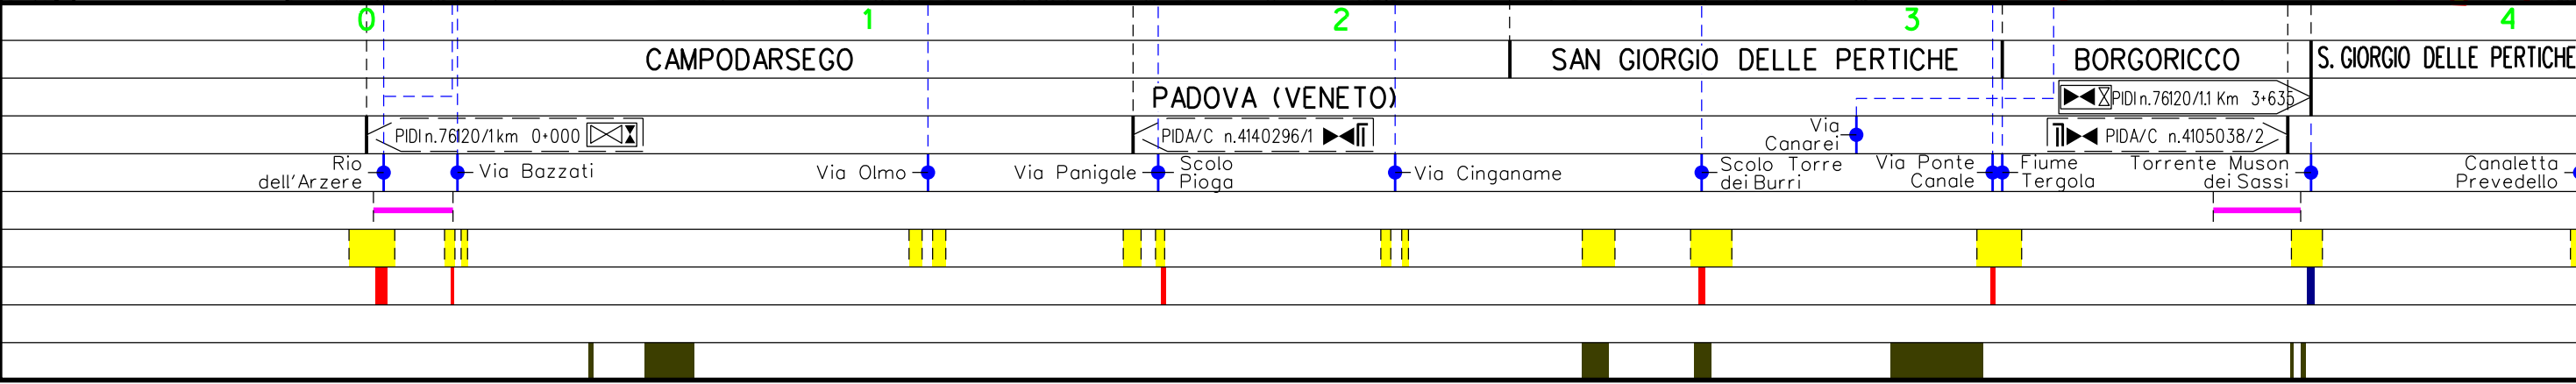 0 1 2 3 4
CAMPODARSEGO SAN GIORGIO DELLE PERTICHE BORGORICCO S. GIORGIO DELLE PERTICHE
PADOVA (VENETO) PIDI n.76120/1.1 Km 3+635
PIDI n.76120/1 km 0+000 PIDA/C n.4140296/1 Via Canarei PIDA/C n.4105038/2
Rio dell'Arzere
Via Bazzati
Via Olmo
Via Panigale
Scolo Pioga
Via Cinganame
Scolo Torre dei Burri
Via Ponte Canale
Fiume Tergola
Torrente Muson dei Sassi
Canaletta Prevedello